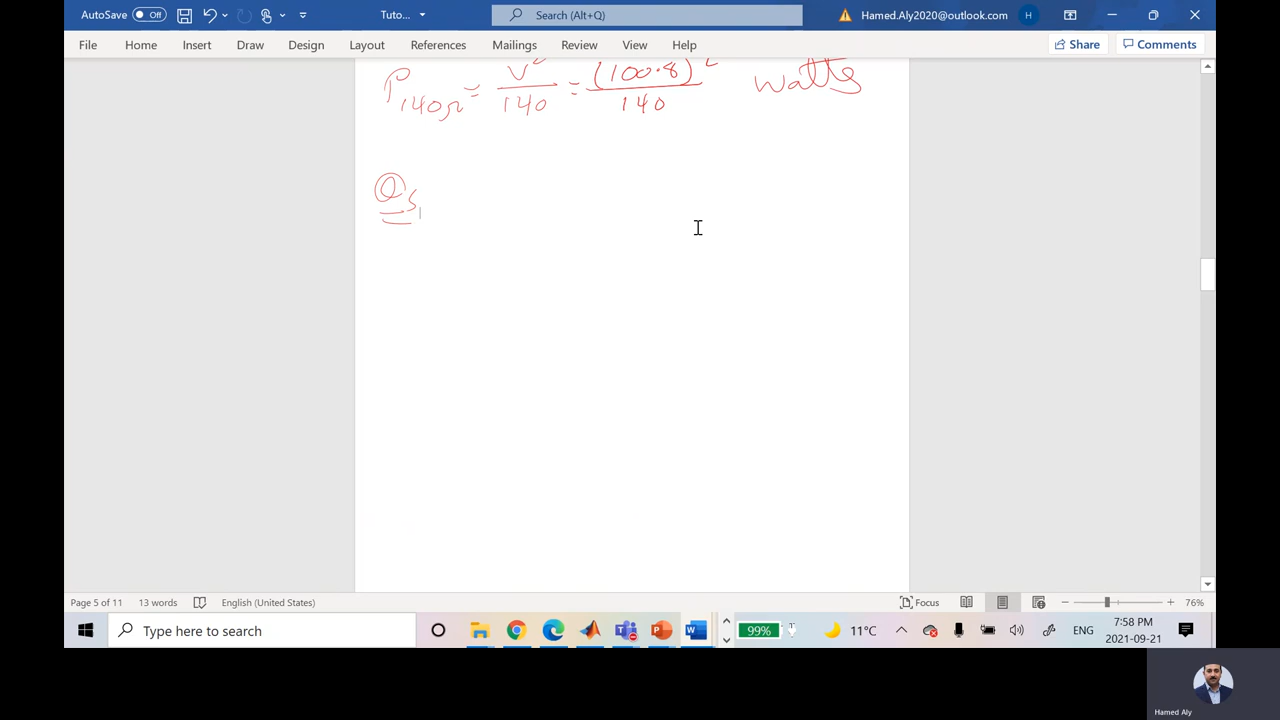 AutoSave Off Tuto... Search (Alt+Q) Hamed.Aly2020@outlook.com H
File Home Insert Draw Design Layout References Mailings Review View Help Share Comments
P140Ω = V² / 140 = (100.8)² / 140 watts
Q5
Page 5 of 11 13 words English (United States) Focus 76%
Type here to search 99% 11°C ENG 7:58 PM
2021-09-21
Hamed Aly